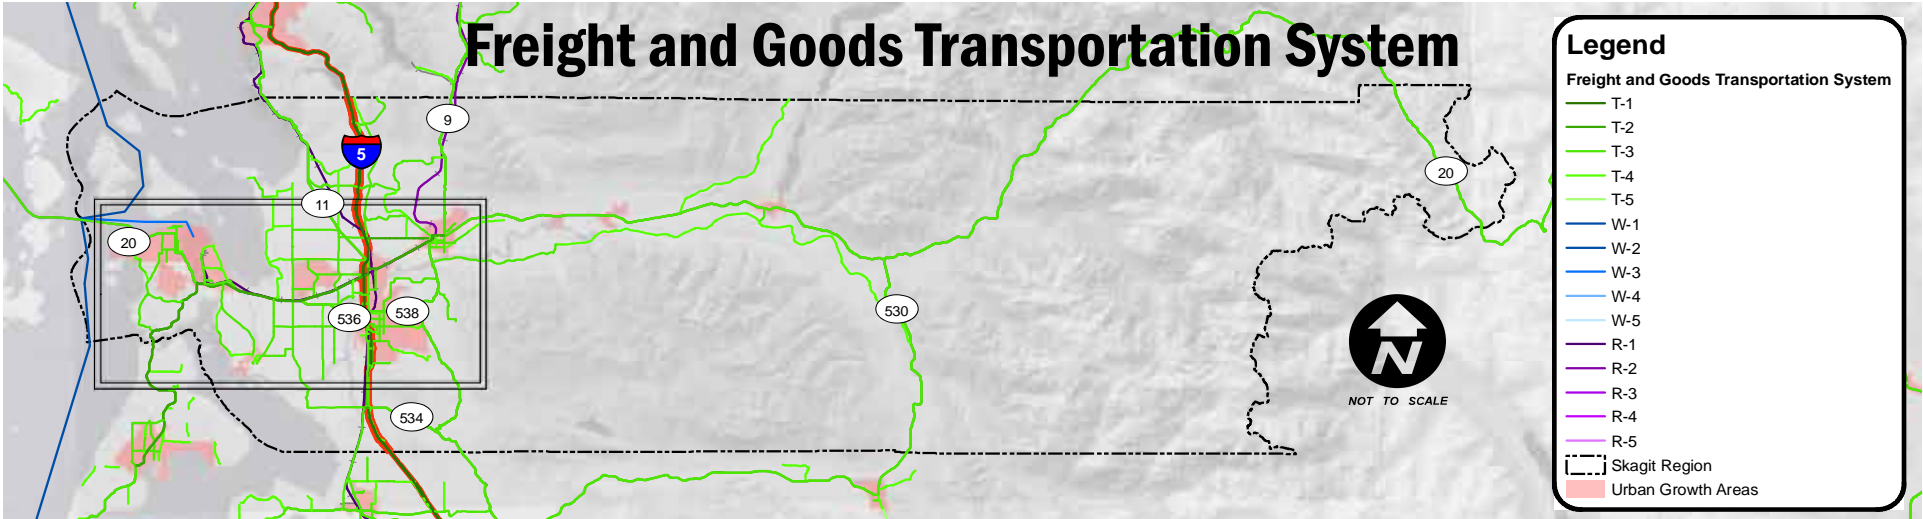 Freight and Goods Transportation System
9
5
11
20
20
536
538
530
534
N
NOT TO SCALE
Legend
Freight and Goods Transportation System
T-1
T-2
T-3
T-4
T-5
W-1
W-2
W-3
W-4
W-5
R-1
R-2
R-3
R-4
R-5
Skagit Region
Urban Growth Areas